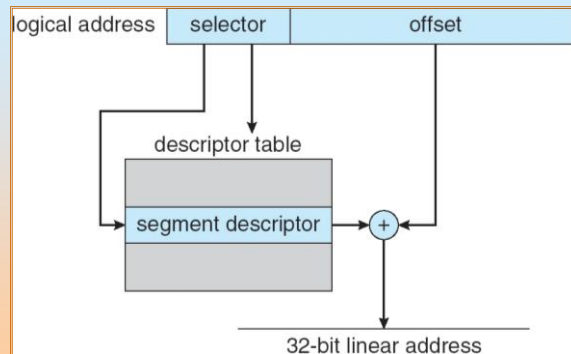 logical address selector offset
descriptor table
segment descriptor +
32-bit linear address